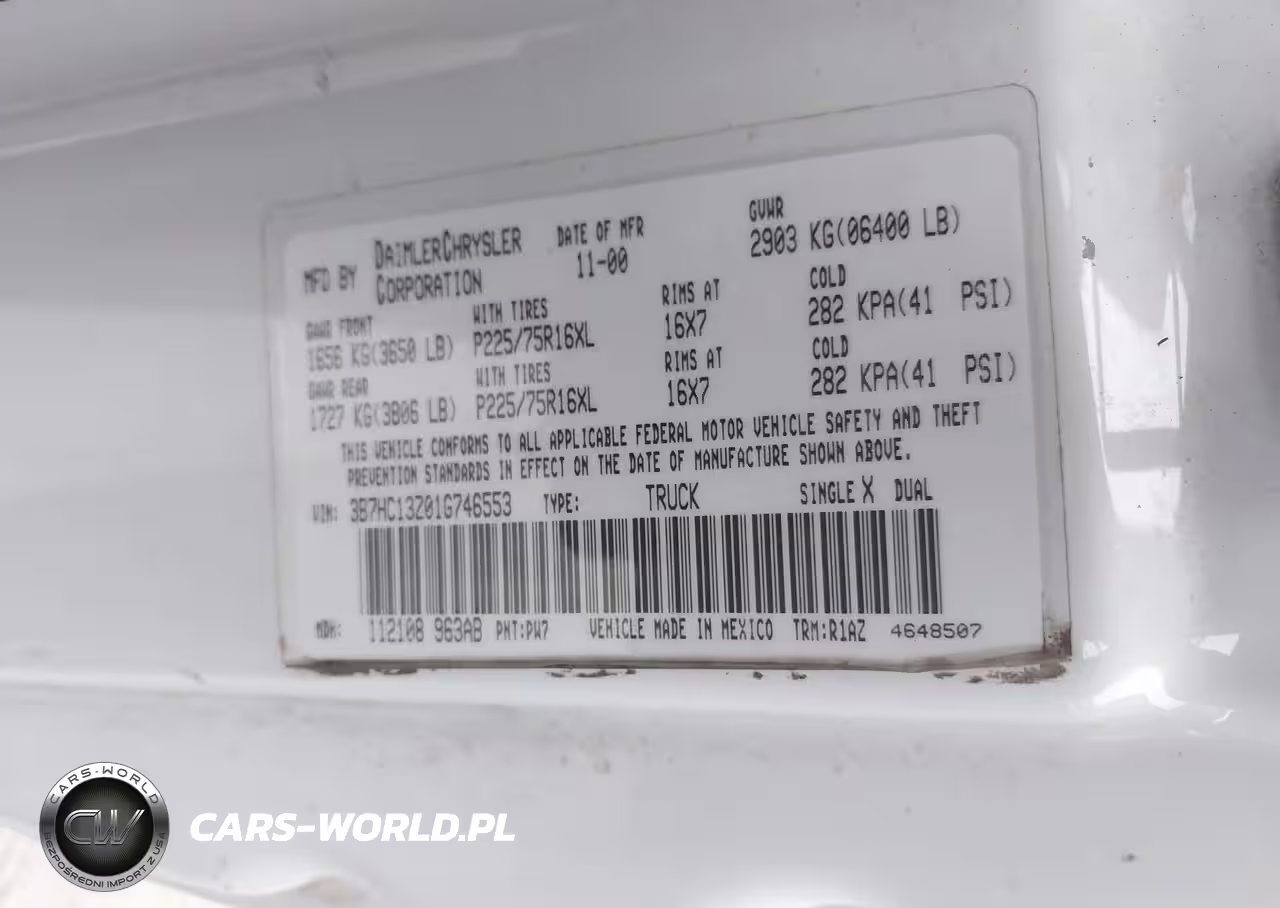 MFD BY DAIMLERCHRYSLER CORPORATION DATE OF MFR 11-00 GVWR 2903 KG(06400 LB)
GAWR FRONT WITH TIRES RIMS AT COLD
1656 KG(3650 LB) P225/75R16XL 16X7 282 KPA(41 PSI)
GAWR REAR WITH TIRES RIMS AT COLD
1727 KG(3806 LB) P225/75R16XL 16X7 282 KPA(41 PSI)
THIS VEHICLE CONFORMS TO ALL APPLICABLE FEDERAL MOTOR VEHICLE SAFETY AND THEFT
PREVENTION STANDARDS IN EFFECT ON THE DATE OF MANUFACTURE SHOWN ABOVE.
VIN: 3B7HC13Z01G746553 TYPE: TRUCK SINGLE X DUAL
MDH: 112108 963AB PNT:PW7 VEHICLE MADE IN MEXICO TRM:R1AZ 4648507
CARS-WORLD
CW
BEZPOŚREDNI IMPORT Z USA
CARS-WORLD.PL